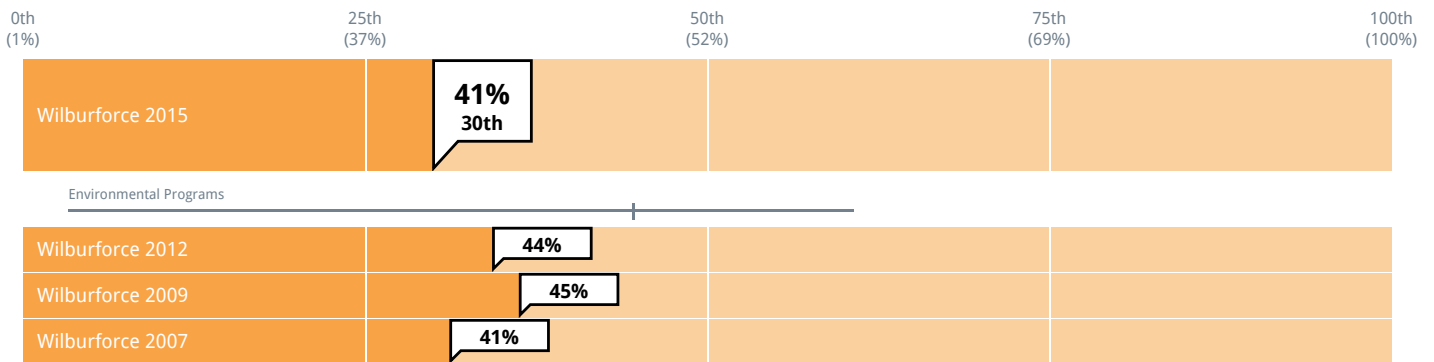 0th 25th 50th 75th 100th
(1%) (37%) (52%) (69%) (100%)
Wilburforce 2015
41%
30th
Environmental Programs
Wilburforce 2012
44%
Wilburforce 2009
45%
Wilburforce 2007
41%